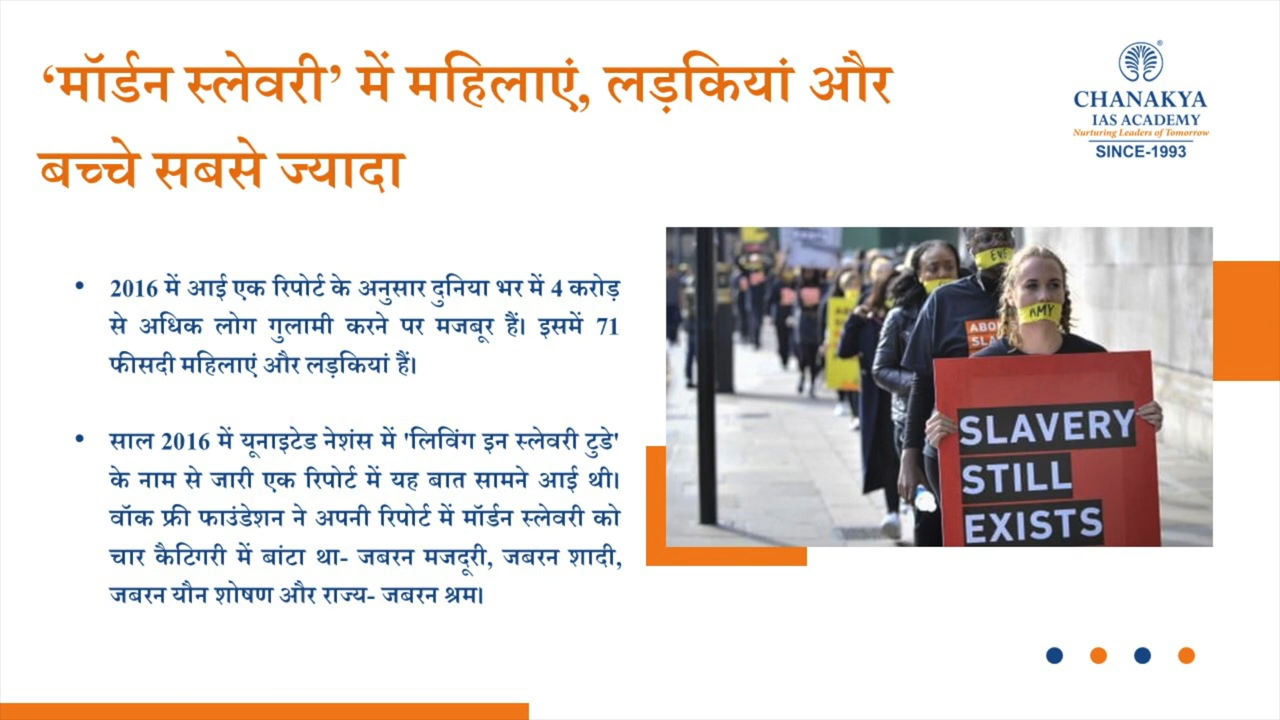 ‘मॉर्डन स्लेवरी’ में महिलाएं, लड़कियां और
बच्चे सबसे ज्यादा
CHANAKYA
IAS ACADEMY
Nurturing Leaders of Tomorrow
SINCE-1993
• 2016 में आई एक रिपोर्ट के अनुसार दुनिया भर में 4 करोड़
से अधिक लोग गुलामी करने पर मजबूर हैं। इसमें 71
फीसदी महिलाएं और लड़कियां हैं।
• साल 2016 में यूनाइटेड नेशंस में 'लिविंग इन स्लेवरी टुडे'
के नाम से जारी एक रिपोर्ट में यह बात सामने आई थी।
वॉक फ्री फाउंडेशन ने अपनी रिपोर्ट में मॉर्डन स्लेवरी को
चार कैटिगरी में बांटा था- जबरन मजदूरी, जबरन शादी,
जबरन यौन शोषण और राज्य- जबरन श्रम।
AMY
SLAVERY
STILL
EXISTS